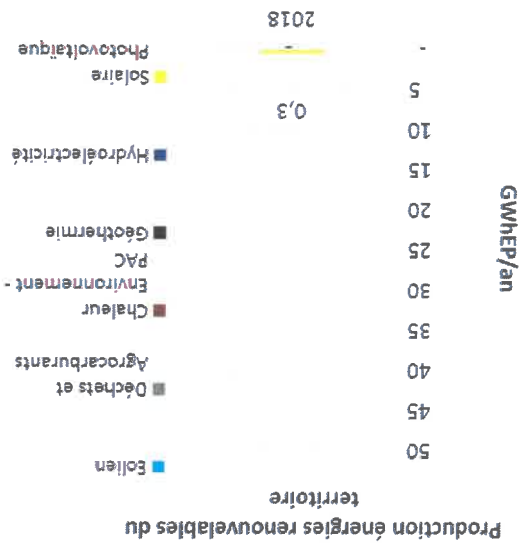 Production énergies renouvelables du
territoire
GWhEP/an
50
45
40
35
30
25
20
15
10
5
-
0,3
-
2018
Eolien
Déchets et
Agrocarburants
Chaleur
Environnement -
PAC
Géothermie
Hydroélectricité
Solaire
Photovoltaïque